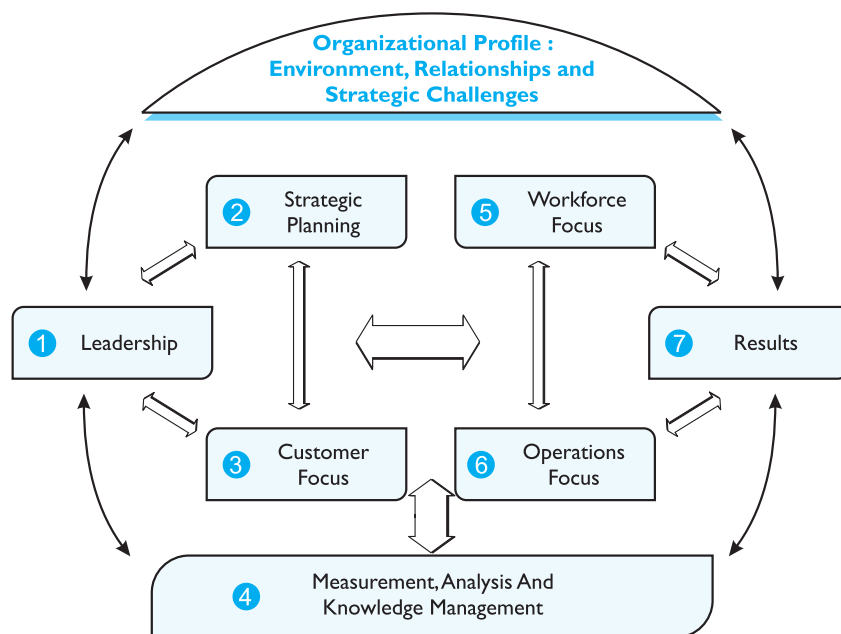 Organizational Profile :
Environment, Relationships and
Strategic Challenges
2
Strategic
Planning
5
Workforce
Focus
1
Leadership
7
Results
3
Customer
Focus
6
Operations
Focus
4
Measurement, Analysis And
Knowledge Management